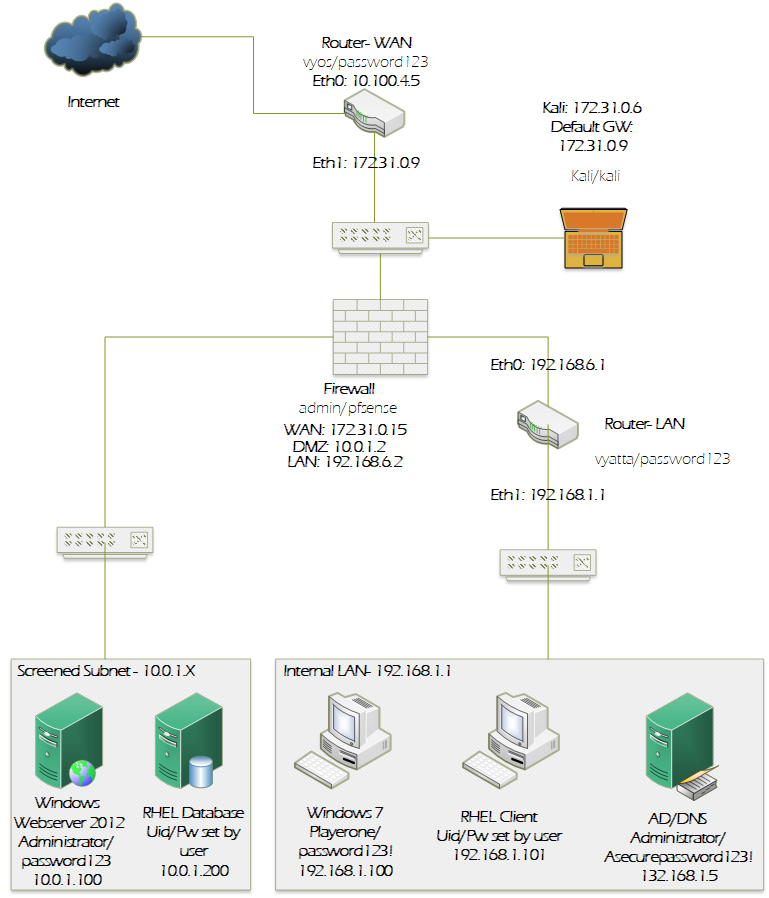 Internet
Router- WAN
vyos/password123
Eth0: 10.100.4.5
Eth1: 172.31.0.9
Kali: 172.31.0.6
Default GW:
172.31.0.9
Kali/kali
Firewall
admin/pfsense
WAN: 172.31.0.15
DMZ: 10.0.1.2
LAN: 192.168.6.2
Eth0: 192.168.6.1
Router- LAN
vyatta/password123
Eth1: 192.168.1.1
Screened Subnet - 10.0.1.X
Windows
Webserver 2012
Administrator/
password123
10.0.1.100
RHEL Database
Uid/Pw set by
user
10.0.1.200
Internal LAN- 192.168.1.1
Windows 7
Playerone/
password123!
192.168.1.100
RHEL Client
Uid/Pw set by user
192.168.1.101
AD/DNS
Administrator/
Asecurepassword123!
132.168.1.5